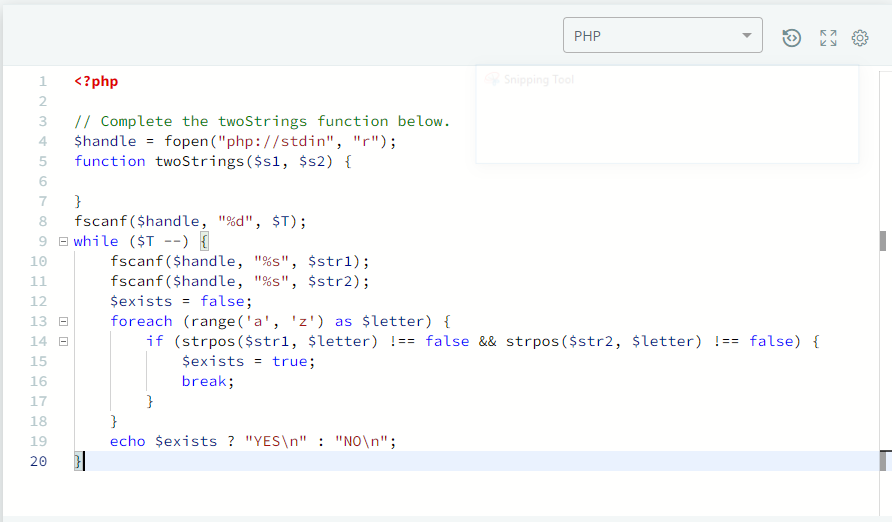 PHP
Snipping Tool
1 <?php
2
3 // Complete the twoStrings function below.
4 $handle = fopen("php://stdin", "r");
5 function twoStrings($s1, $s2) {
6
7 }
8 fscanf($handle, "%d", $T);
9 while ($T --) {
10     fscanf($handle, "%s", $str1);
11     fscanf($handle, "%s", $str2);
12     $exists = false;
13     foreach (range('a', 'z') as $letter) {
14         if (strpos($str1, $letter) !== false && strpos($str2, $letter) !== false) {
15             $exists = true;
16             break;
17         }
18     }
19     echo $exists ? "YES\n" : "NO\n";
20 }